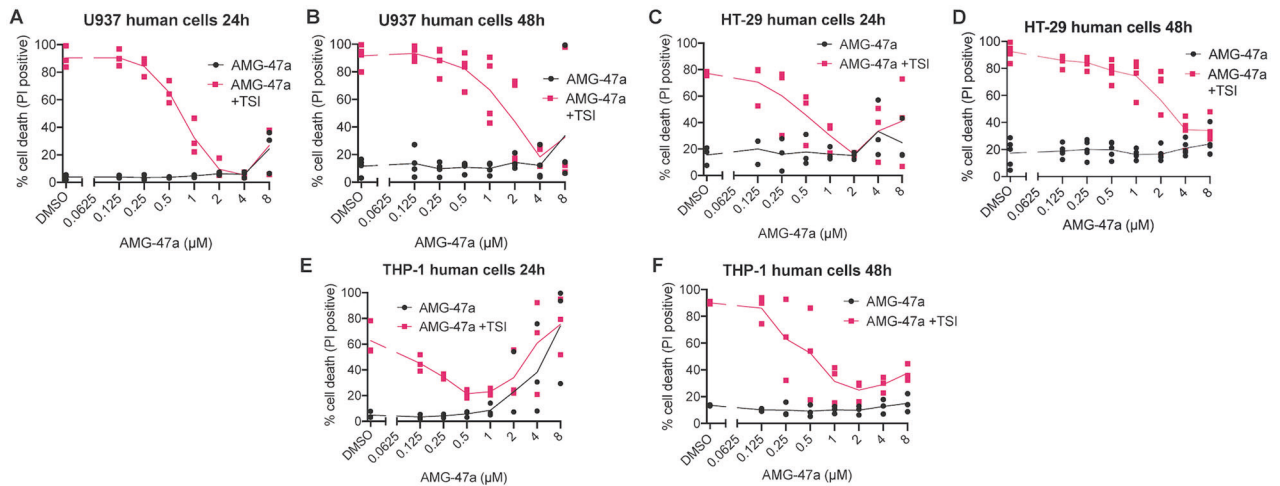 A
U937 human cells 24h
% cell death (PI positive)
100
80
60
40
20
0
AMG-47a
AMG-47a
+TSI
DMSO
0.0625
0.125
0.25
0.5
1
2
4
8
AMG-47a (µM)
B
U937 human cells 48h
% cell death (PI positive)
100
80
60
40
20
0
AMG-47a
AMG-47a
+TSI
DMSO
0.0625
0.125
0.25
0.5
1
2
4
8
AMG-47a (µM)
C
HT-29 human cells 24h
% cell death (PI positive)
100
80
60
40
20
0
AMG-47a
AMG-47a +TSI
DMSO
0.0625
0.125
0.25
0.5
1
2
4
8
AMG-47a (µM)
D
HT-29 human cells 48h
% cell death (PI positive)
100
80
60
40
20
0
AMG-47a
AMG-47a
+TSI
DMSO
0.0625
0.125
0.25
0.5
1
2
4
8
AMG-47a (µM)
E
THP-1 human cells 24h
% cell death (PI positive)
100
80
60
40
20
0
AMG-47a
AMG-47a +TSI
DMSO
0.0625
0.125
0.25
0.5
1
2
4
8
AMG-47a (µM)
F
THP-1 human cells 48h
% cell death (PI positive)
100
80
60
40
20
0
AMG-47a
AMG-47a +TSI
DMSO
0.0625
0.125
0.25
0.5
1
2
4
8
AMG-47a (µM)